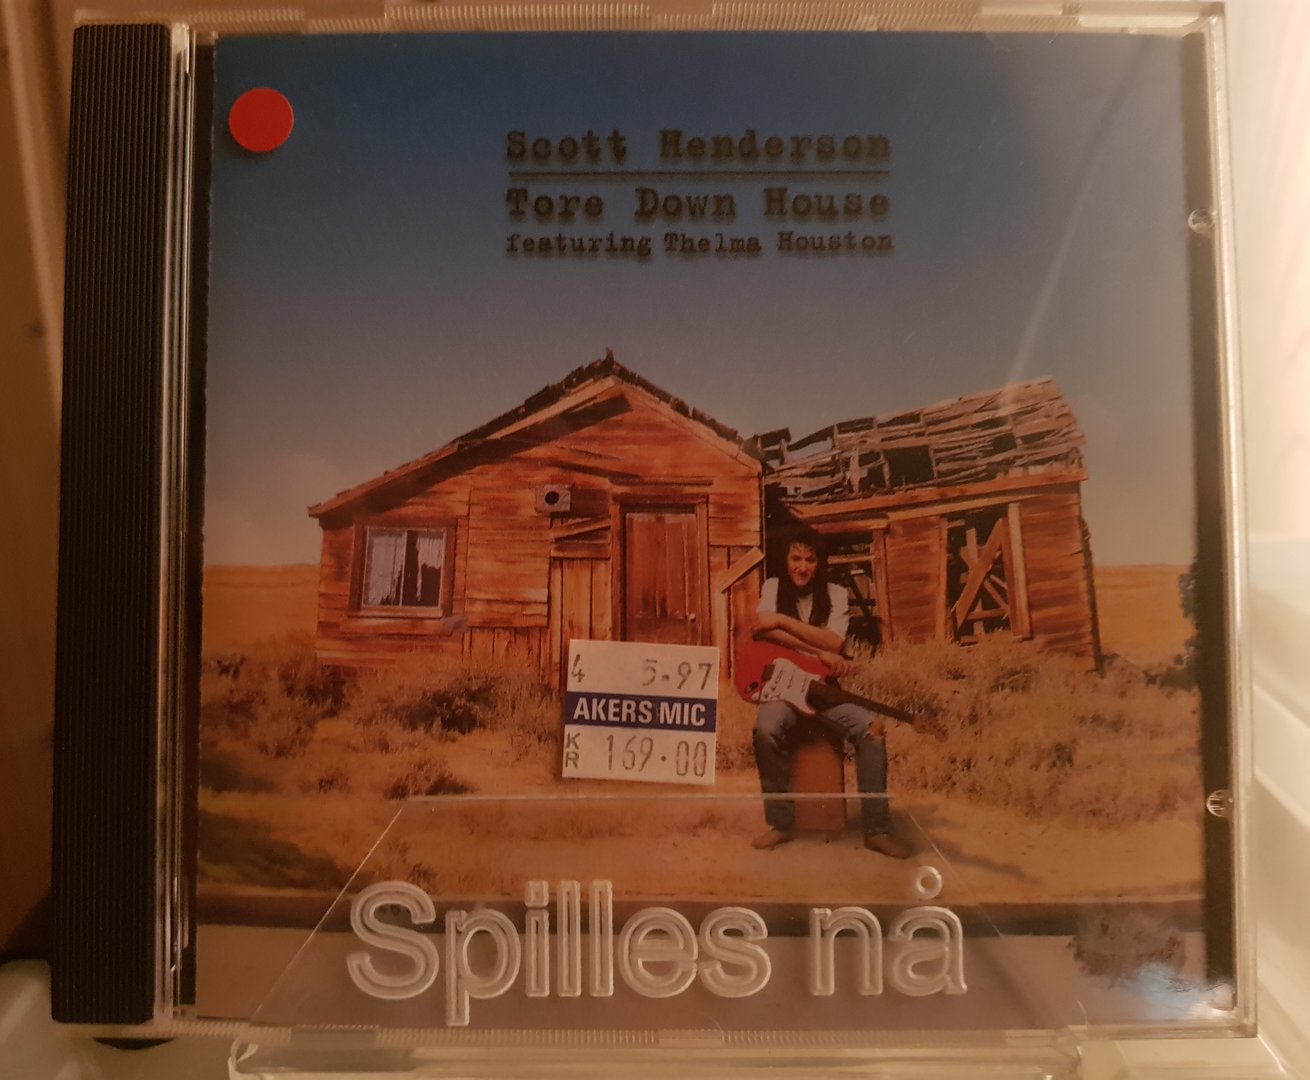 Scott Henderson
Tore Down House
featuring Thelma Houston
4 5.97
AKERS MIC
KR 169.00
Spilles nå